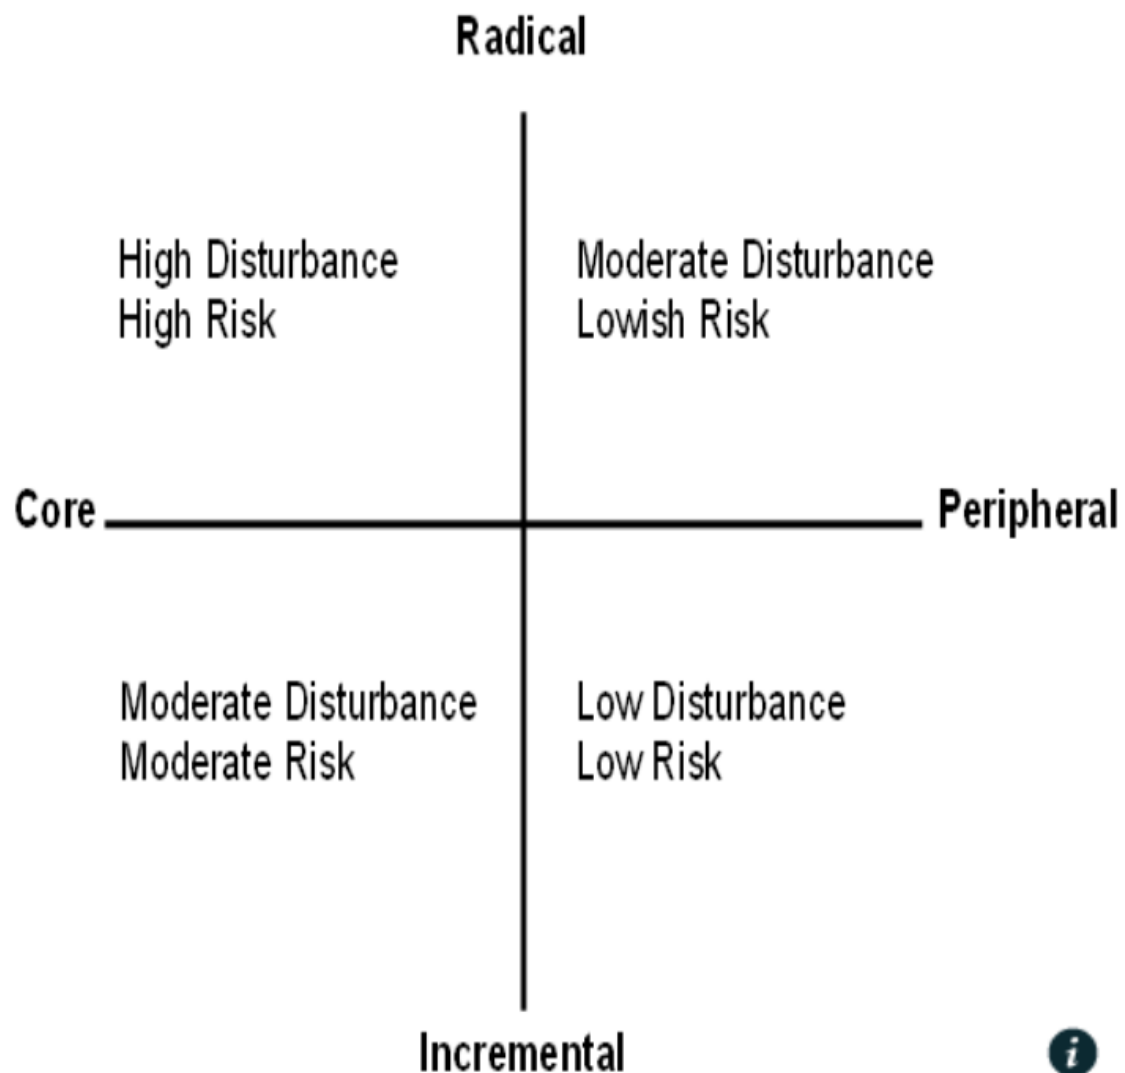 Radical
High Disturbance
High Risk
Moderate Disturbance
Lowish Risk
Core
Peripheral
Moderate Disturbance
Moderate Risk
Low Disturbance
Low Risk
Incremental
i